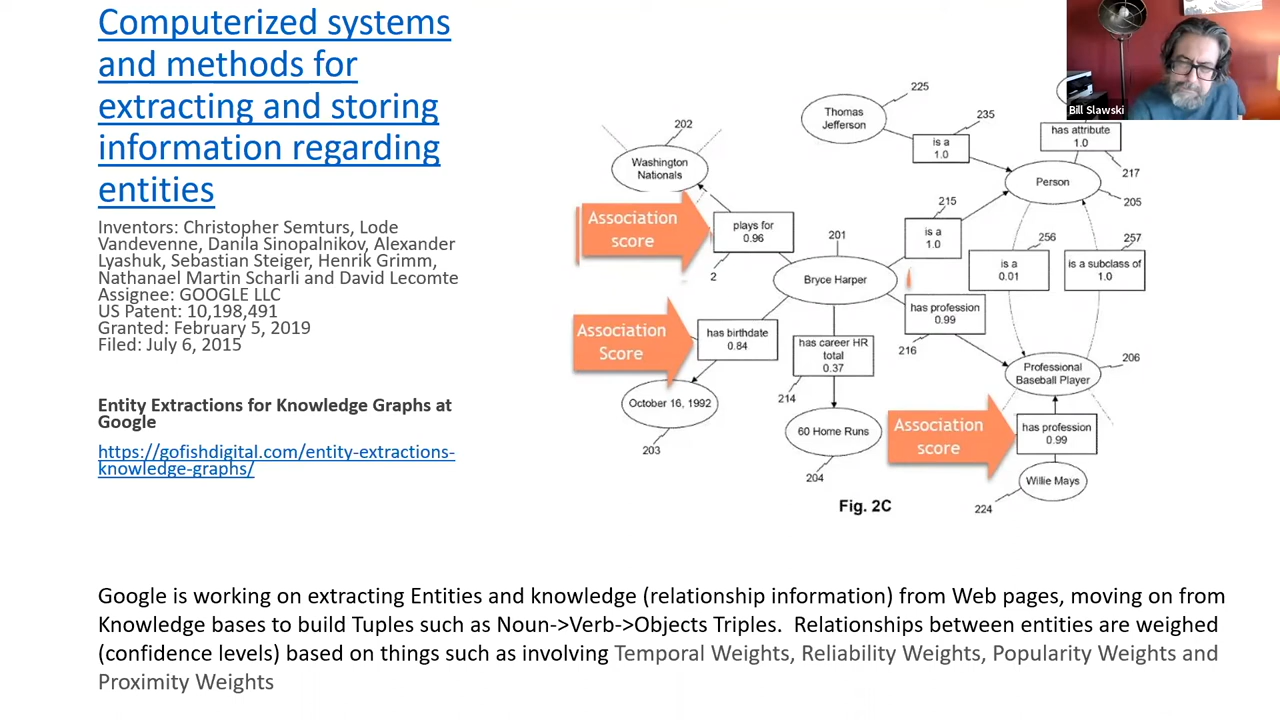 Computerized systems
and methods for
extracting and storing
information regarding
entities
Inventors: Christopher Semturs, Lode
Vandevenne, Danila Sinopalnikov, Alexander
Lyashuk, Sebastian Steiger, Henrik Grimm,
Nathanael Martin Scharli and David Lecomte
Assignee: GOOGLE LLC
US Patent: 10,198,491
Granted: February 5, 2019
Filed: July 6, 2015
Entity Extractions for Knowledge Graphs at
Google
https://gofishdigital.com/entity-extractions-
knowledge-graphs/
Bill Slawski
225
Thomas
Jefferson
235
is a
1.0
has attribute
1.0
217
202
Washington
Nationals
Person
205
Association
score
plays for
0.96
2
201
Bryce Harper
215
is a
1.0
256
is a
0.01
257
is a subclass of
1.0
Association
Score
has birthdate
0.84
has career HR
total
0.37
has profession
0.99
216
214
Professional
Baseball Player
206
October 16, 1992
203
60 Home Runs
204
Association
score
has profession
0.99
Willie Mays
224
Fig. 2C
Google is working on extracting Entities and knowledge (relationship information) from Web pages, moving on from
Knowledge bases to build Tuples such as Noun->Verb->Objects Triples.  Relationships between entities are weighed
(confidence levels) based on things such as involving Temporal Weights, Reliability Weights, Popularity Weights and
Proximity Weights